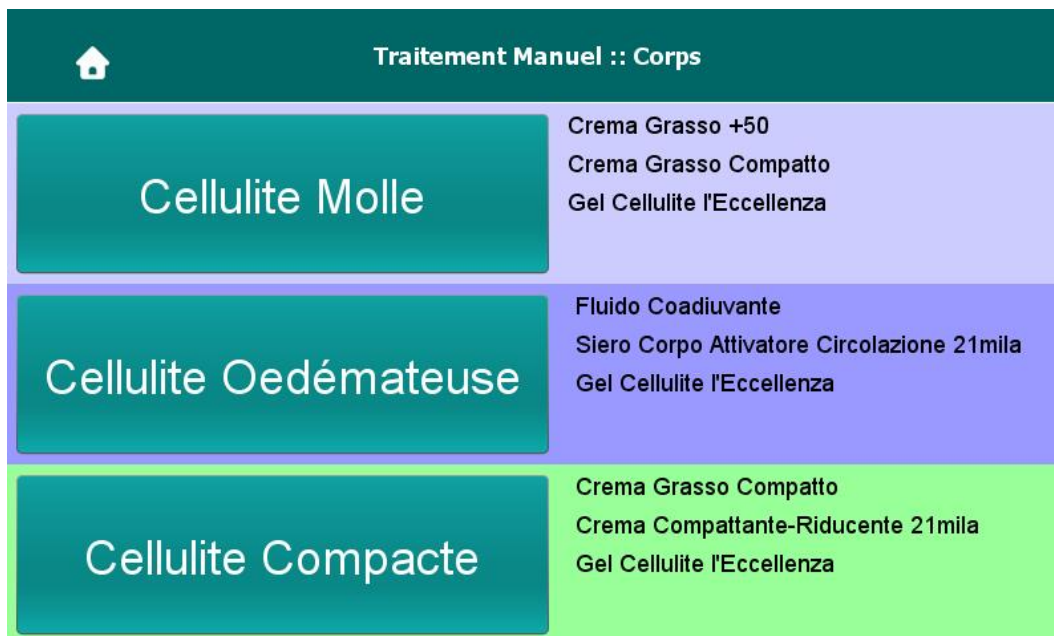 Traitement Manuel :: Corps
Cellulite Molle
Crema Grasso +50
Crema Grasso Compatto
Gel Cellulite l'Eccellenza
Cellulite Oedémateuse
Fluido Coadiuvante
Siero Corpo Attivatore Circolazione 21mila
Gel Cellulite l'Eccellenza
Cellulite Compacte
Crema Grasso Compatto
Crema Compattante-Riducente 21mila
Gel Cellulite l'Eccellenza